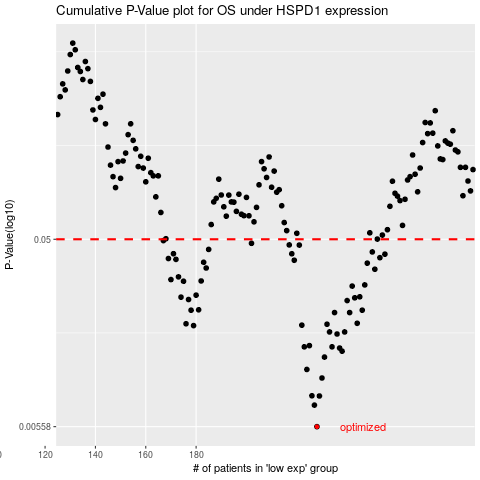 Cumulative P-Value plot for OS under HSPD1 expression
P-Value(log10)
0.05
0.00558
optimized
0 120 140 160 180
# of patients in 'low exp' group